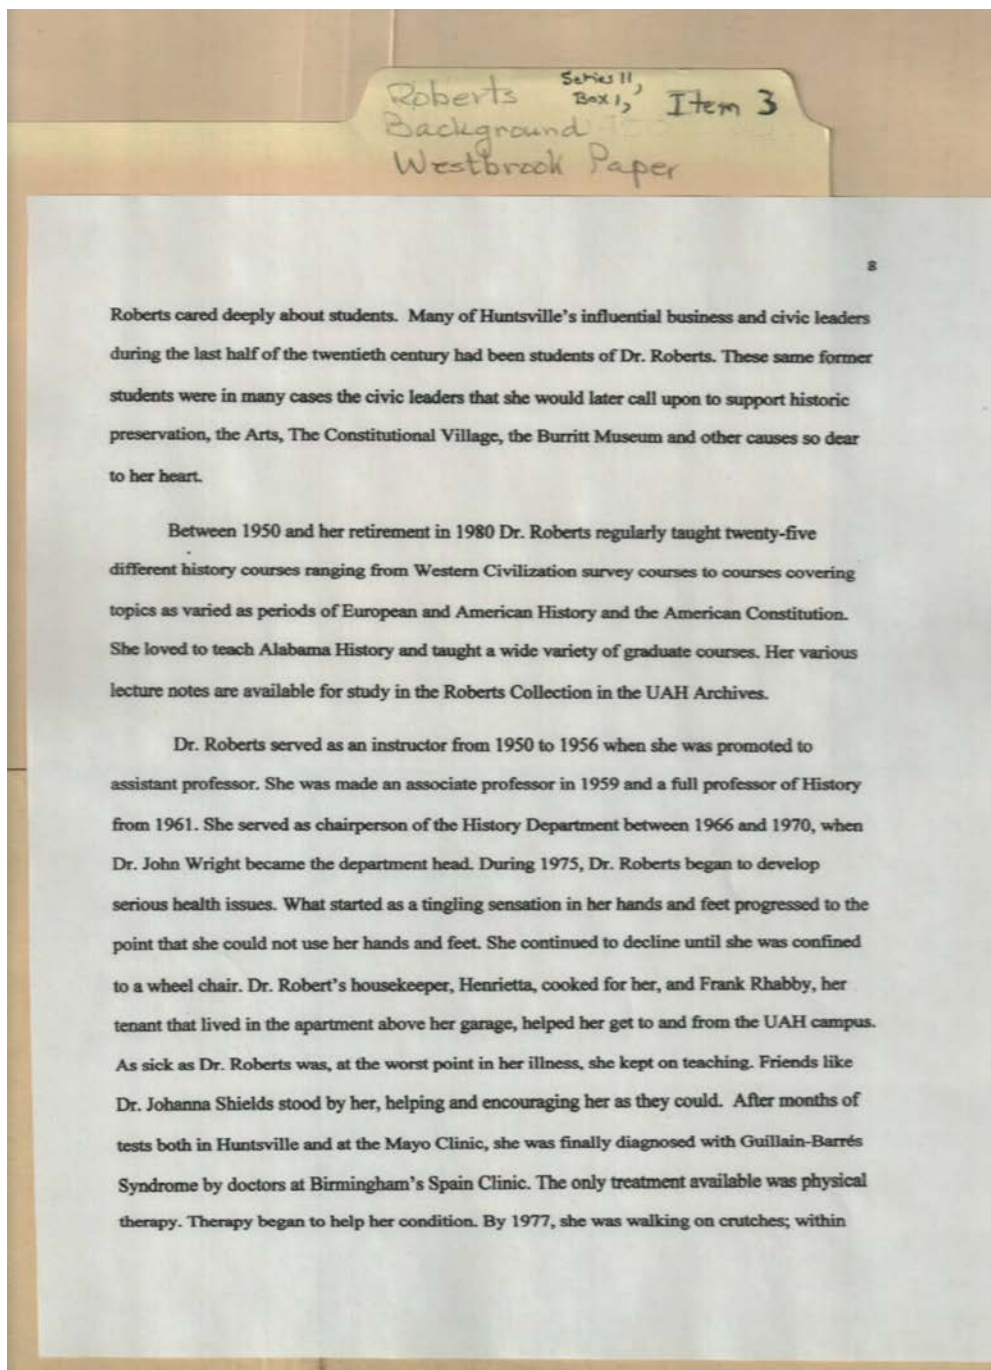 Roberts Series 11, Item 3
Box 1,
Background
Westbrook Paper
8
Roberts cared deeply about students. Many of Huntsville's influential business and civic leaders
during the last half of the twentieth century had been students of Dr. Roberts. These same former
students were in many cases the civic leaders that she would later call upon to support historic
preservation, the Arts, The Constitutional Village, the Burritt Museum and other causes so dear
to her heart.
Between 1950 and her retirement in 1980 Dr. Roberts regularly taught twenty-five
different history courses ranging from Western Civilization survey courses to courses covering
topics as varied as periods of European and American History and the American Constitution.
She loved to teach Alabama History and taught a wide variety of graduate courses. Her various
lecture notes are available for study in the Roberts Collection in the UAH Archives.
Dr. Roberts served as an instructor from 1950 to 1956 when she was promoted to
assistant professor. She was made an associate professor in 1959 and a full professor of History
from 1961. She served as chairperson of the History Department between 1966 and 1970, when
Dr. John Wright became the department head. During 1975, Dr. Roberts began to develop
serious health issues. What started as a tingling sensation in her hands and feet progressed to the
point that she could not use her hands and feet. She continued to decline until she was confined
to a wheel chair. Dr. Robert's housekeeper, Henrietta, cooked for her, and Frank Rhabby, her
tenant that lived in the apartment above her garage, helped her get to and from the UAH campus.
As sick as Dr. Roberts was, at the worst point in her illness, she kept on teaching. Friends like
Dr. Johanna Shields stood by her, helping and encouraging her as they could. After months of
tests both in Huntsville and at the Mayo Clinic, she was finally diagnosed with Guillain-Barrés
Syndrome by doctors at Birmingham's Spain Clinic. The only treatment available was physical
therapy. Therapy began to help her condition. By 1977, she was walking on crutches; within